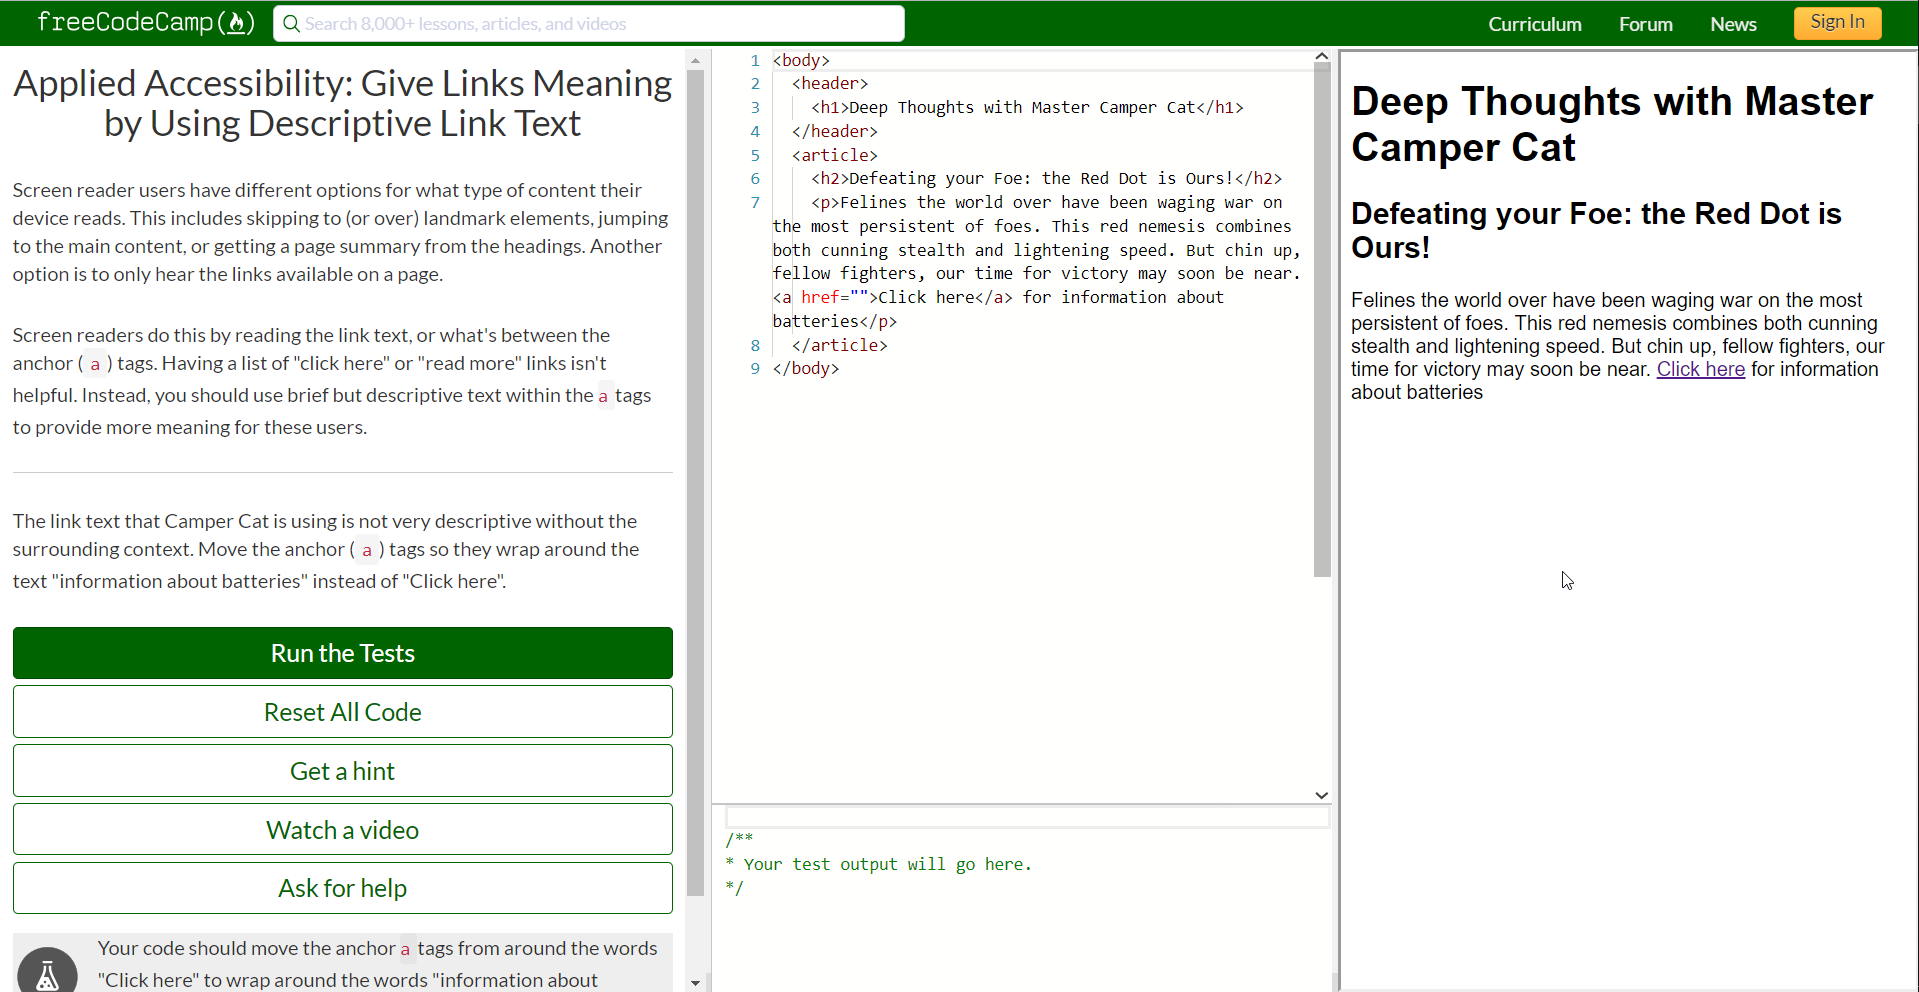 freeCodeCamp
Search 8,000+ lessons, articles, and videos
Curriculum
Forum
News
Sign In
Applied Accessibility: Give Links Meaning
by Using Descriptive Link Text
Screen reader users have different options for what type of content their
device reads. This includes skipping to (or over) landmark elements, jumping
to the main content, or getting a page summary from the headings. Another
option is to only hear the links available on a page.
Screen readers do this by reading the link text, or what's between the
anchor ( a ) tags. Having a list of "click here" or "read more" links isn't
helpful. Instead, you should use brief but descriptive text within the a tags
to provide more meaning for these users.
The link text that Camper Cat is using is not very descriptive without the
surrounding context. Move the anchor ( a ) tags so they wrap around the
text "information about batteries" instead of "Click here".
Run the Tests
Reset All Code
Get a hint
Watch a video
Ask for help
Your code should move the anchor a tags from around the words
"Click here" to wrap around the words "information about
1 <body>
2 <header>
3 <h1>Deep Thoughts with Master Camper Cat</h1>
4 </header>
5 <article>
6 <h2>Defeating your Foe: the Red Dot is Ours!</h2>
7 <p>Felines the world over have been waging war on
the most persistent of foes. This red nemesis combines
both cunning stealth and lightening speed. But chin up,
fellow fighters, our time for victory may soon be near.
<a href="">Click here</a> for information about
batteries</p>
8 </article>
9 </body>
/**
* Your test output will go here.
*/
Deep Thoughts with Master
Camper Cat
Defeating your Foe: the Red Dot is
Ours!
Felines the world over have been waging war on the most
persistent of foes. This red nemesis combines both cunning
stealth and lightening speed. But chin up, fellow fighters, our
time for victory may soon be near. Click here for information
about batteries